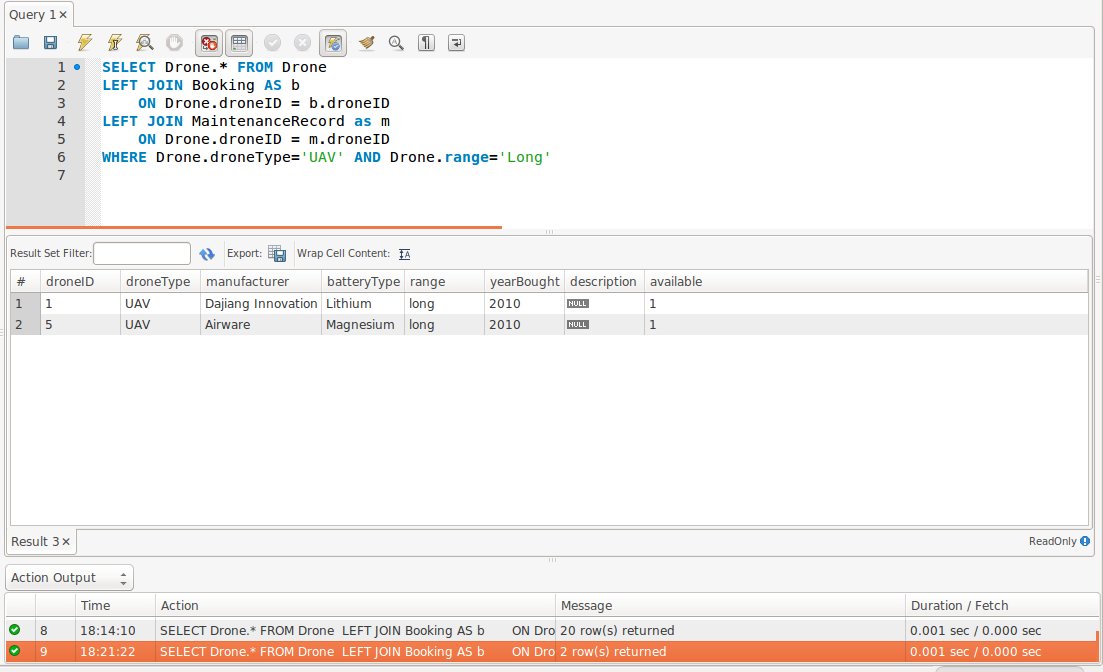 Query 1
1 SELECT Drone.* FROM Drone
2 LEFT JOIN Booking AS b
3 ON Drone.droneID = b.droneID
4 LEFT JOIN MaintenanceRecord as m
5 ON Drone.droneID = m.droneID
6 WHERE Drone.droneType='UAV' AND Drone.range='Long'
7
Result Set Filter: Export: Wrap Cell Content:
# droneID droneType manufacturer batteryType range yearBought description available
1 1 UAV Dajiang Innovation Lithium long 2010 NULL 1
2 5 UAV Airware Magnesium long 2010 NULL 1
Result 3 ReadOnly
Action Output
Time Action Message Duration / Fetch
8 18:14:10 SELECT Drone.* FROM Drone LEFT JOIN Booking AS b ON Dro 20 row(s) returned 0.001 sec / 0.000 sec
9 18:21:22 SELECT Drone.* FROM Drone LEFT JOIN Booking AS b ON Dro 2 row(s) returned 0.001 sec / 0.000 sec